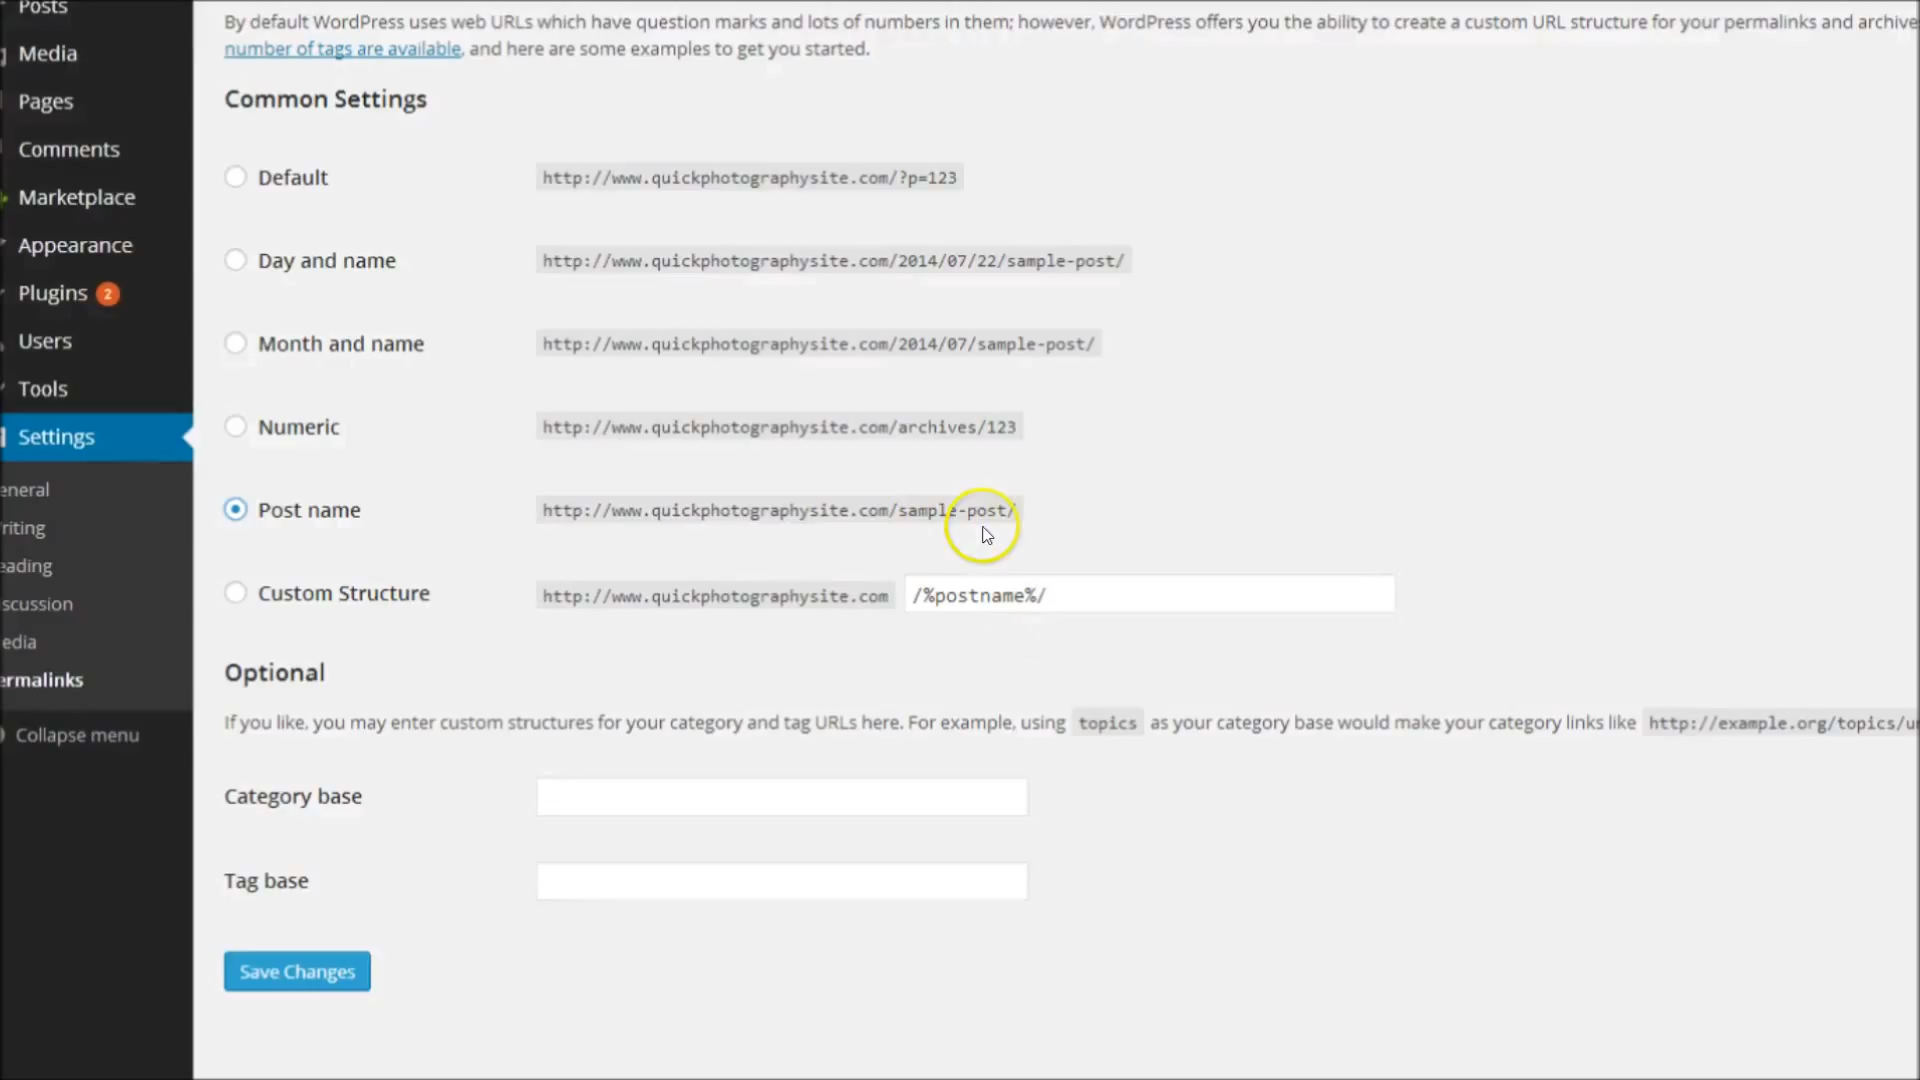 Posts
Media
Pages
Comments
Marketplace
Appearance
Plugins 2
Users
Tools
Settings
eneral
riting
eading
scussion
edia
ermalinks
Collapse menu
By default WordPress uses web URLs which have question marks and lots of numbers in them; however, WordPress offers you the ability to create a custom URL structure for your permalinks and archive
number of tags are available, and here are some examples to get you started.
Common Settings
Default http://www.quickphotographysite.com/?p=123
Day and name http://www.quickphotographysite.com/2014/07/22/sample-post/
Month and name http://www.quickphotographysite.com/2014/07/sample-post/
Numeric http://www.quickphotographysite.com/archives/123
Post name http://www.quickphotographysite.com/sample-post/
Custom Structure http://www.quickphotographysite.com /%postname%/
Optional
If you like, you may enter custom structures for your category and tag URLs here. For example, using topics as your category base would make your category links like http://example.org/topics/u
Category base
Tag base
Save Changes